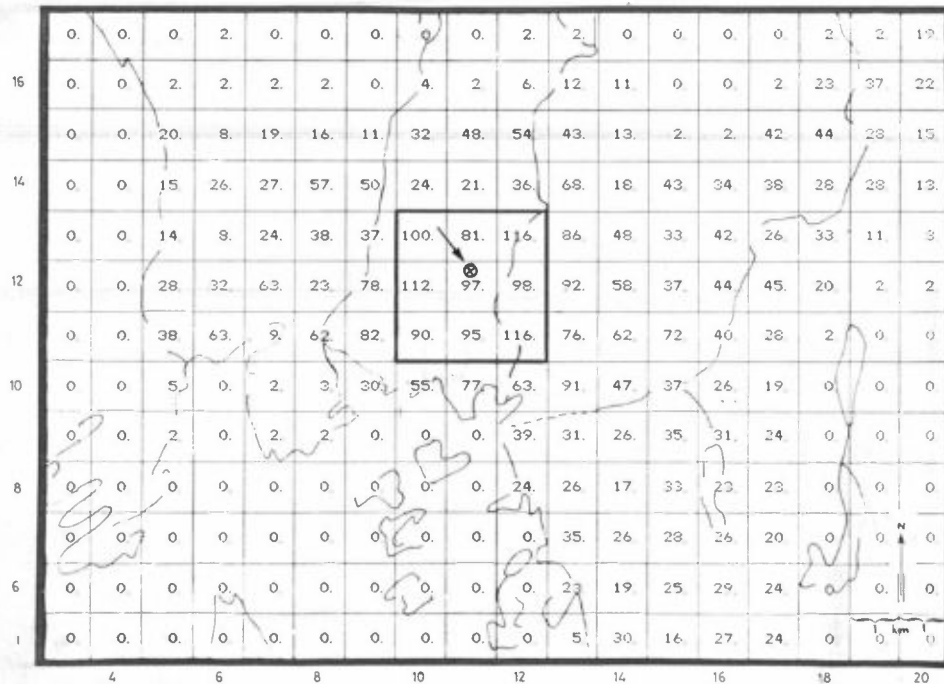 0. 0. 0. 2. 0. 0. 0. 0. 0. 2. 2. 0. 0. 0. 0. 2. 2. 19.
16 0. 0. 2. 2. 2. 2. 0. 4. 2. 6. 12. 11. 0. 0. 2. 23. 37. 22.
0. 0. 20. 8. 19. 16. 11. 32 48. 54. 43. 13. 2. 2. 42. 44 28. 15.
14 0. 0. 15. 26. 27. 57. 50. 24. 21. 36. 68. 18. 43. 34. 38. 28. 28. 13.
0. 0. 14 8. 24. 38. 37. 100. 81. 116. 86. 48. 33. 42. 26. 33. 11. 3.
12 0. 0. 28. 32. 63. 23. 78. 112. 97. 98. 92. 58. 37. 44 45. 20. 2. 2.
0. 0. 38. 63. 9. 62. 82. 90. 95. 116. 76. 62. 72. 40. 28. 2. 0. 0.
10 0. 0. 5. 0. 2. 3. 30. 55. 77. 63. 91. 47. 37. 26. 19. 0. 0. 0.
0. 0. 2. 0. 2. 2. 0. 0. 0. 39. 31. 26. 35. 31. 24. 0. 0. 0.
8 0. 0. 0. 0. 0. 0. 0. 0. 0. 24. 26. 17. 33. 23. 23. 0. 0. 0.
0. 0. 0. 0. 0. 0. 0. 0. 0. 0. 35. 26. 28. 26. 20. 0. 0. 0.
N
6 0. 0. 0. 0. 0. 0. 0. 0. 0. 0. 23. 19. 25. 29. 24. 0. 0. 0.
0. 0. 0. 0. 0. 0. 0. 0. 0. 0. 5. 30. 16. 27. 24. 0. 0. 0.
1 km 1
4 6 8 10 12 14 16 18 20